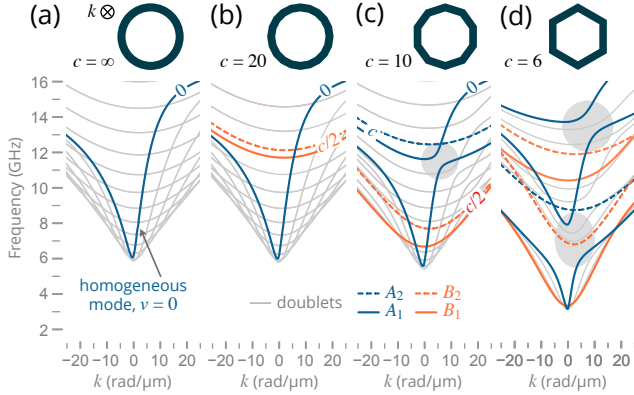 (a) k ⊗ (b) (c) (d)
c = ∞ c = 20 c = 10 c = 6
16 0 0 0
14
12 c/2 c
10
8
6
4
2
Frequency (GHz)
c/2
homogeneous
mode, ν = 0
doublets
A2 B2
A1 B1
−20 −10 0 10 20 −20 −10 0 10 20 −20 −10 0 10 20 −20 −10 0 10 20
k (rad/µm) k (rad/µm) k (rad/µm) k (rad/µm)